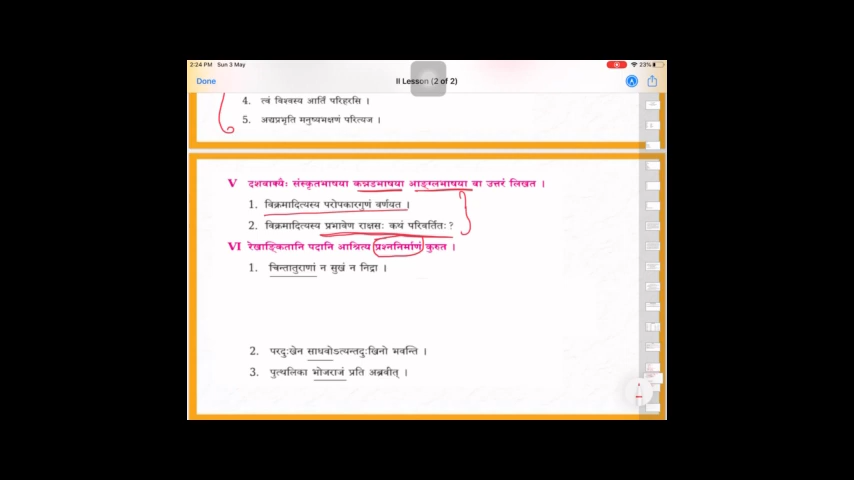 2:24 PM Sun 3 May 23%
Done II Lesson (2 of 2)
4. त्वं विश्वस्य आर्तिं परिहरसि ।
5. अद्यप्रभृति मनुष्यभक्षणं परित्यज ।
V दशवाक्यैः संस्कृतभाषया कन्नडभाषया आङ्ग्लभाषया वा उत्तरं लिखत ।
1. विक्रमादित्यस्य परोपकारगुणं वर्णयत ।
2. विक्रमादित्यस्य प्रभावेण राक्षसः कथं परिवर्तितः ?
VI रेखाङ्कितानि पदानि आश्रित्य प्रश्ननिर्माणं कुरुत ।
1. चिन्तातुराणां न सुखं न निद्रा ।
2. परदुःखेन साधवोऽत्यन्तदुःखिनो भवन्ति ।
3. पुत्थलिका भोजराजं प्रति अब्रवीत् ।